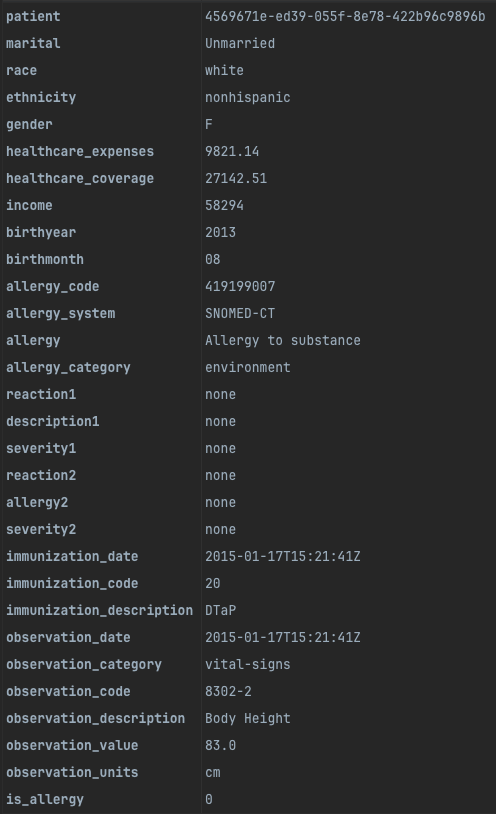 patient 4569671e-ed39-055f-8e78-422b96c9896b
marital Unmarried
race white
ethnicity nonhispanic
gender F
healthcare_expenses 9821.14
healthcare_coverage 27142.51
income 58294
birthyear 2013
birthmonth 08
allergy_code 419199007
allergy_system SNOMED-CT
allergy Allergy to substance
allergy_category environment
reaction1 none
description1 none
severity1 none
reaction2 none
allergy2 none
severity2 none
immunization_date 2015-01-17T15:21:41Z
immunization_code 20
immunization_description DTaP
observation_date 2015-01-17T15:21:41Z
observation_category vital-signs
observation_code 8302-2
observation_description Body Height
observation_value 83.0
observation_units cm
is_allergy 0